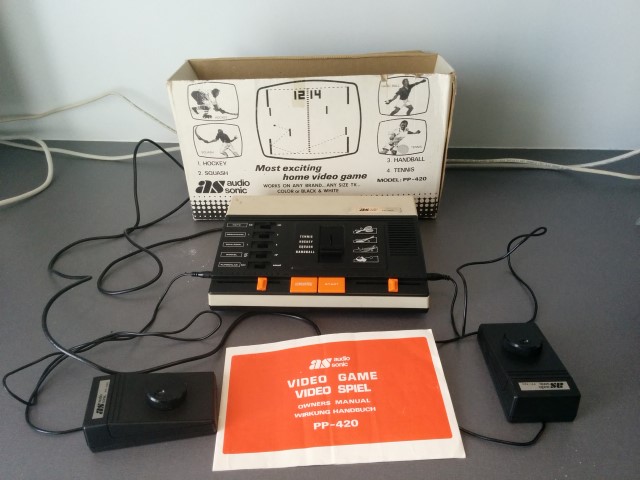 12 14
1. HOCKEY
2. SQUASH
Most exciting
home video game
WORKS ON ANY BRAND.. ANY SIZE TV..
COLOR or BLACK & WHITE
3. HANDBALL
4. TENNIS
MODEL: PP-420
as audio
sonic
TENNIS
HOCKEY
SQUASH
HANDBALL
as audio
sonic
VIDEO GAME
VIDEO SPIEL
OWNERS MANUAL
WIRKUNG HANDBUCH
PP-420
as
as